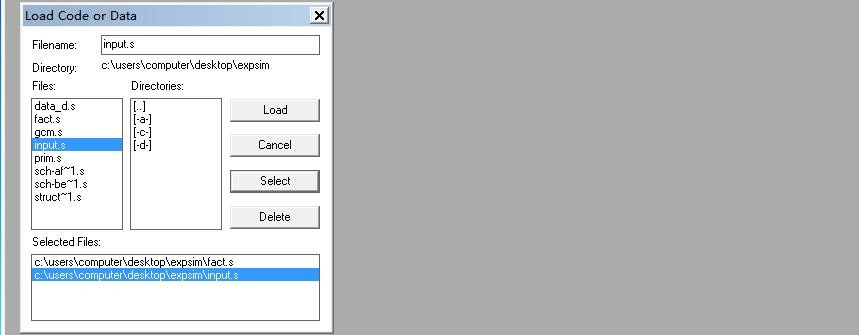 Load Code or Data
Filename: input.s
Directory: c:\users\computer\desktop\expsim
Files: Directories:
data_d.s [..]
fact.s [-a-]
gcm.s [-c-]
input.s [-d-]
prim.s
sch-af~1.s
sch-be~1.s
struct~1.s
Load
Cancel
Select
Delete
Selected Files:
c:\users\computer\desktop\expsim\fact.s
c:\users\computer\desktop\expsim\input.s